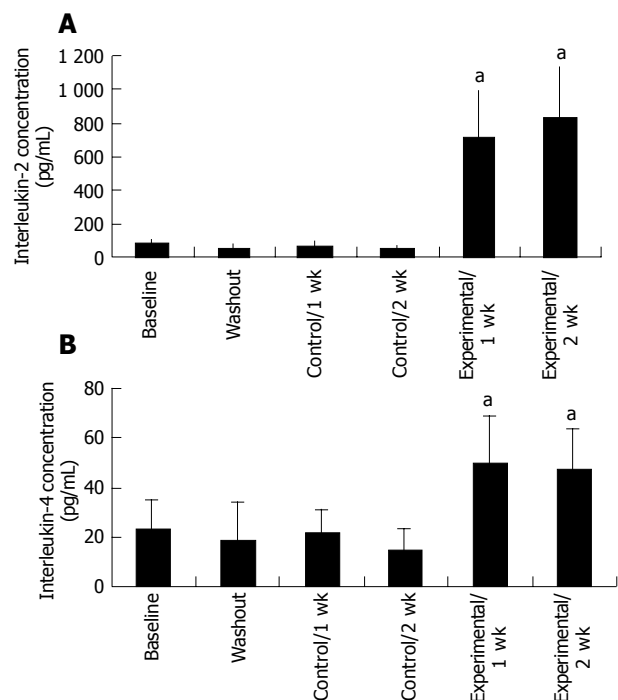 A
Interleukin-2 concentration
(pg/mL)
1 200
1 000
800
600
400
200
0
a
a
Baseline
Washout
Control/1 wk
Control/2 wk
Experimental/
1 wk
Experimental/
2 wk
B
Interleukin-4 concentration
(pg/mL)
80
60
40
20
0
a
a
Baseline
Washout
Control/1 wk
Control/2 wk
Experimental/
1 wk
Experimental/
2 wk